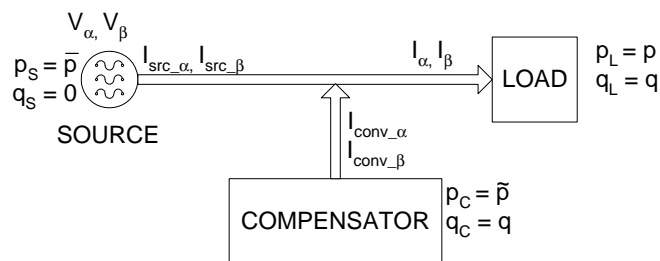 V_α, V_β
p_S = p̄
q_S = 0
SOURCE
I_src_α, I_src_β
I_α, I_β
LOAD
p_L = p
q_L = q
I_conv_α
I_conv_β
COMPENSATOR
p_C = p̃
q_C = q